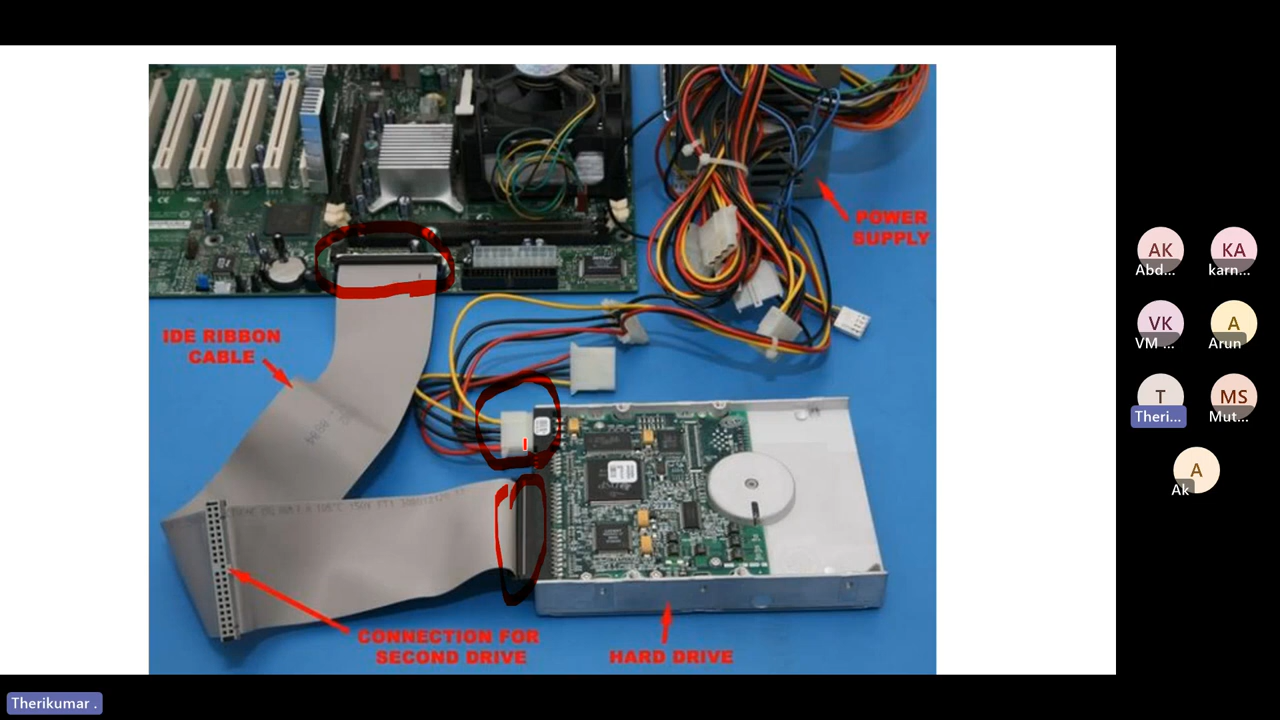 POWER
SUPPLY
IDE RIBBON
CABLE
CONNECTION FOR
SECOND DRIVE
HARD DRIVE
AK
Abd...
KA
karn...
VK
VM ...
A
Arun
T
Theri...
MS
Mut...
A
Ak
Therikumar .